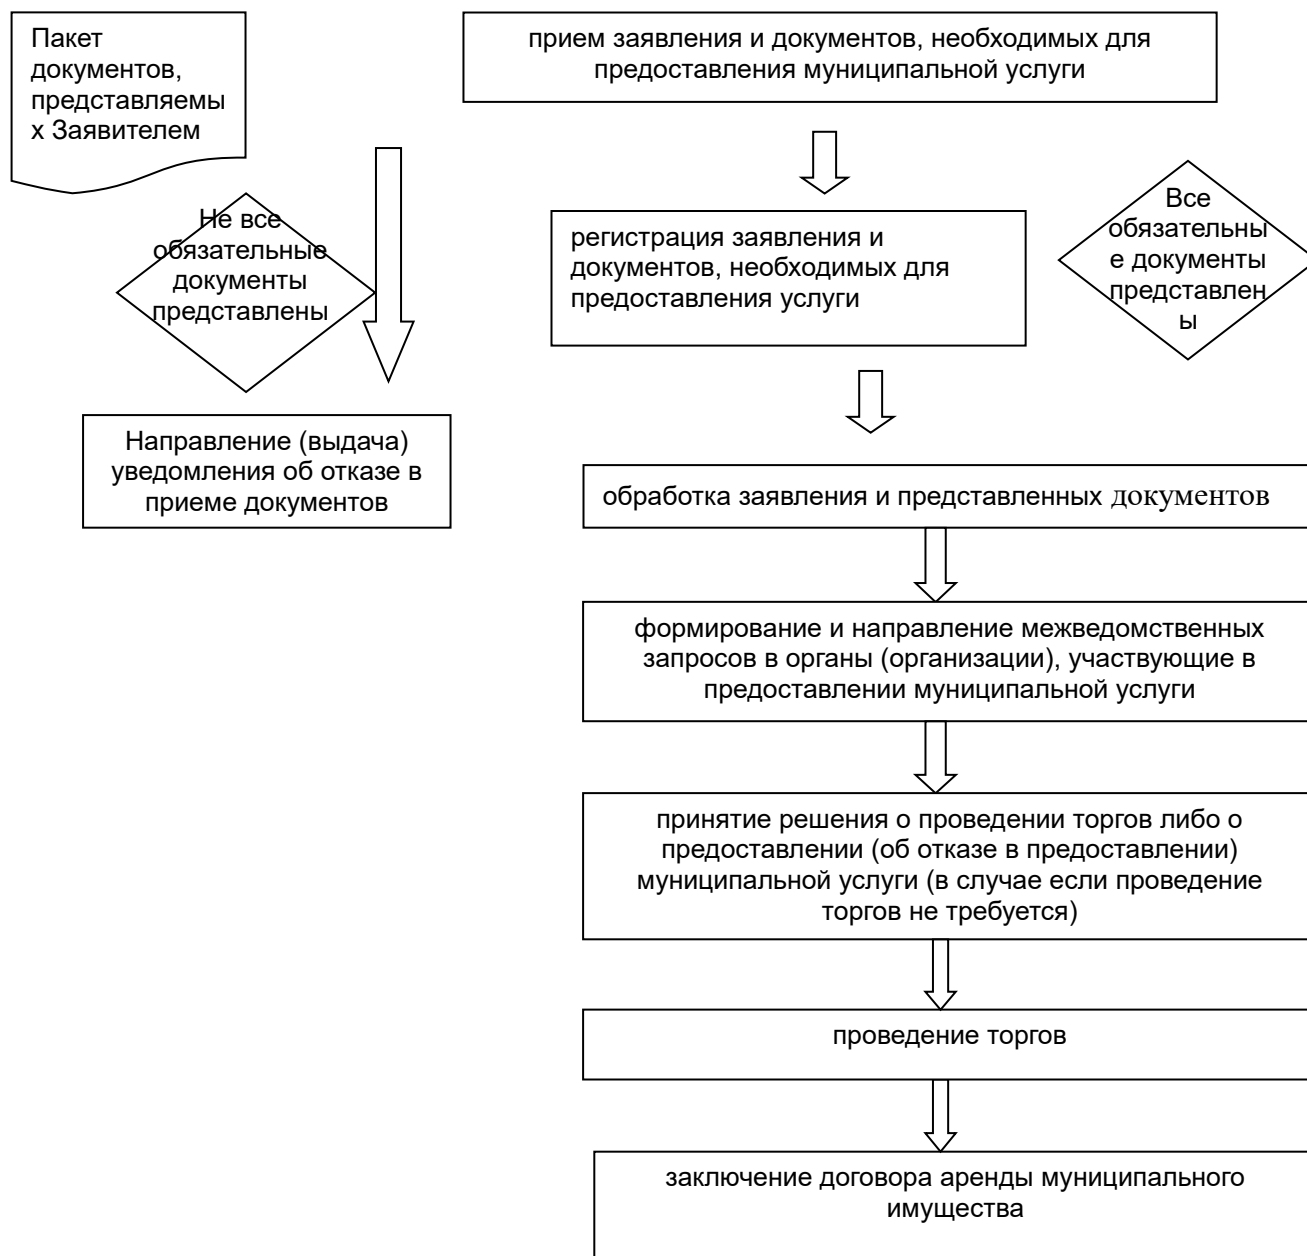 Пакет
документов,
представляемы
х Заявителем
прием заявления и документов, необходимых для
предоставления муниципальной услуги
Не все
обязательные
документы
представлены
регистрация заявления и
документов, необходимых для
предоставления услуги
Все
обязательны
е документы
представлен
ы
Направление (выдача)
уведомления об отказе в
приеме документов
обработка заявления и представленных документов
формирование и направление межведомственных
запросов в органы (организации), участвующие в
предоставлении муниципальной услуги
принятие решения о проведении торгов либо о
предоставлении (об отказе в предоставлении)
муниципальной услуги (в случае если проведение
торгов не требуется)
проведение торгов
заключение договора аренды муниципального
имущества